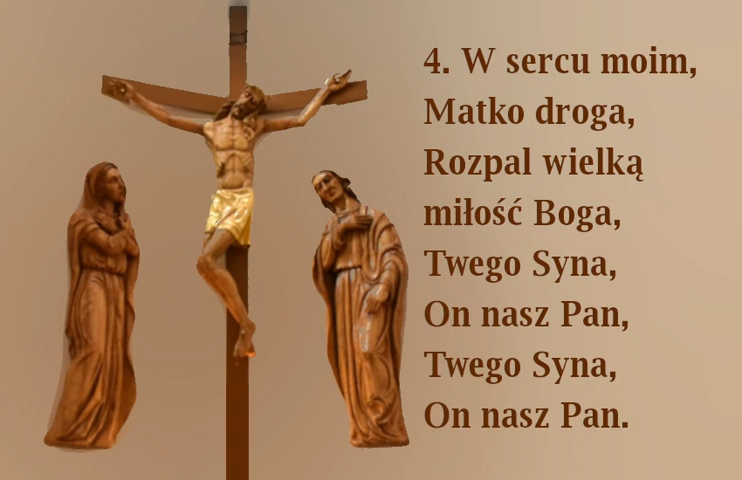 4. W sercu moim,
Matko droga,
Rozpal wielką
miłość Boga,
Twego Syna,
On nasz Pan,
Twego Syna,
On nasz Pan.